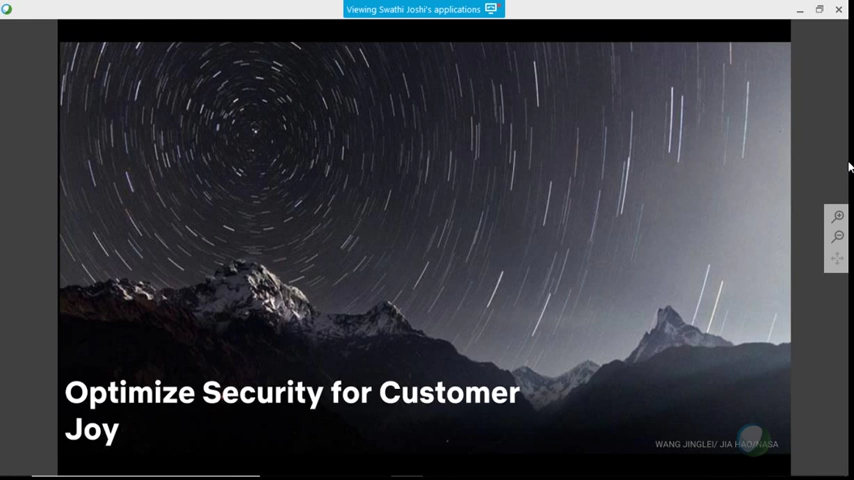 Viewing Swathi Joshi's applications
Optimize Security for Customer
Joy
WANG JINGLEI/ JIA HAO/NASA